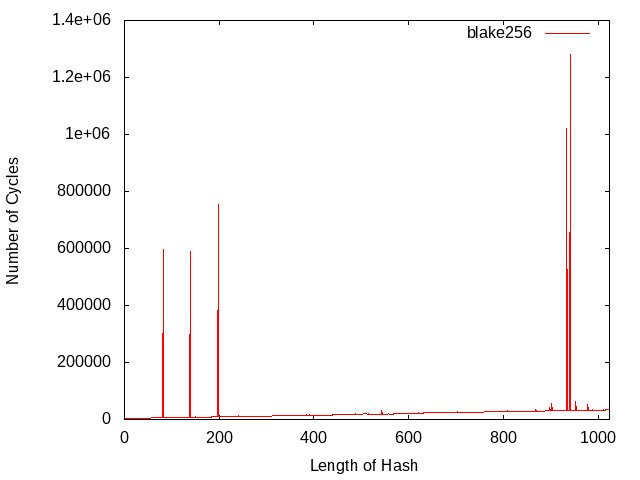 1.4e+06
blake256
1.2e+06
1e+06
800000
600000
400000
200000
0
Number of Cycles
0 200 400 600 800 1000
Length of Hash